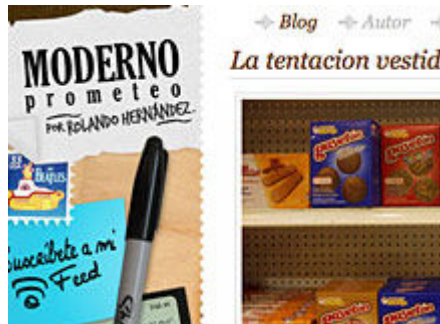 MODERNO
prometeo
POR ROLANDO HERNÁNDEZ
BEATLES
Suscríbete a mi
Feed
Blog
Autor
La tentacion vestid